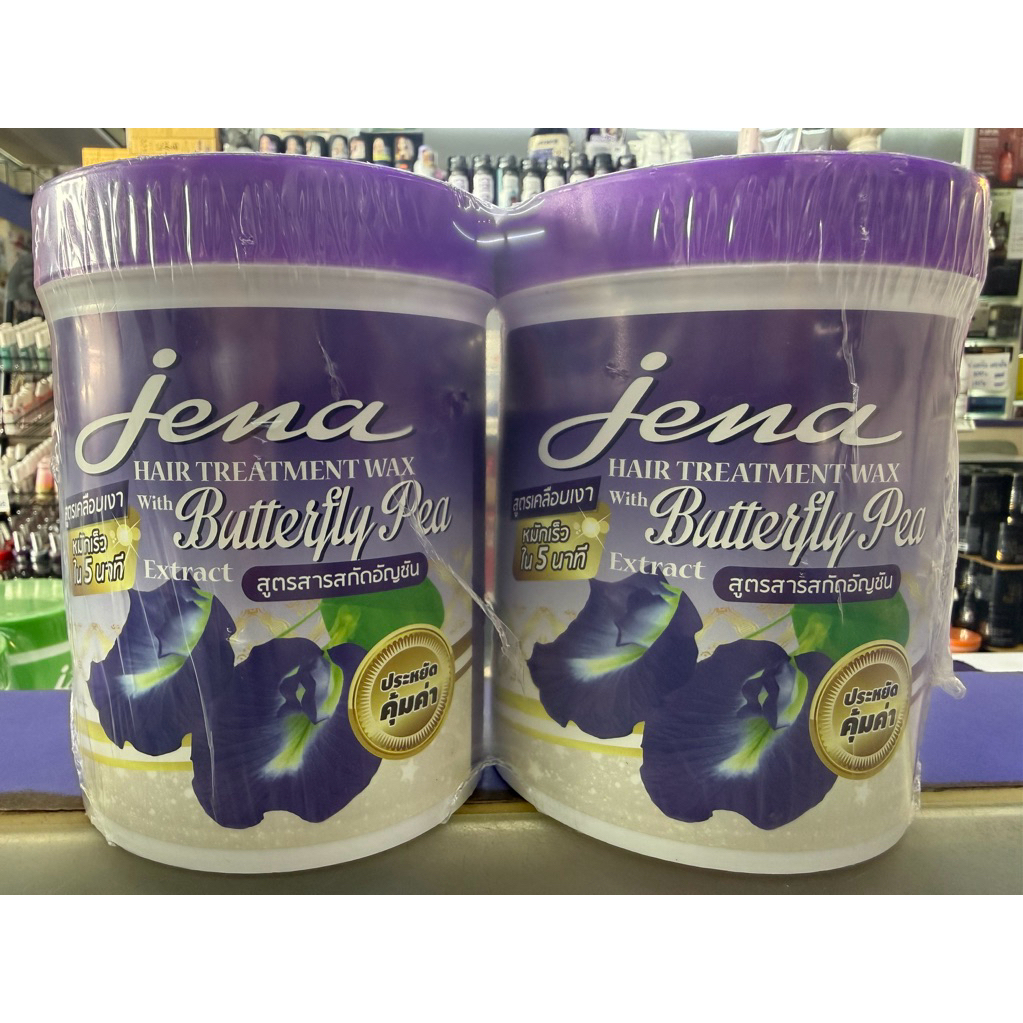 jena
HAIR TREATMENT WAX
With Butterfly Pea
Extract
สูตรสารสกัดอัญชัน
สูตรเคลือบเงา
หมักเร็ว
ใน 5 นาที
ประหยัด
คุ้มค่า
jena
HAIR TREATMENT WAX
With Butterfly Pea
Extract
สูตรสารสกัดอัญชัน
สูตรเคลือบเงา
หมักเร็ว
ใน 5 นาที
ประหยัด
คุ้มค่า